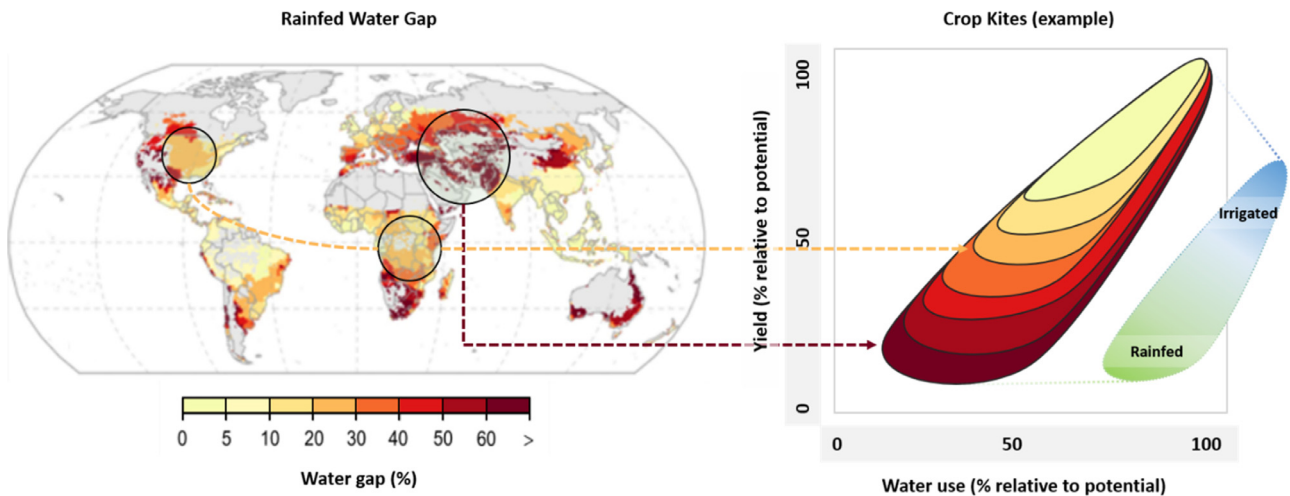 Rainfed Water Gap
Crop Kites (example)
0 5 10 20 30 40 50 60 >
Water gap (%)
Yield (% relative to potential)
100
50
0
Irrigated
Rainfed
0 50 100
Water use (% relative to potential)